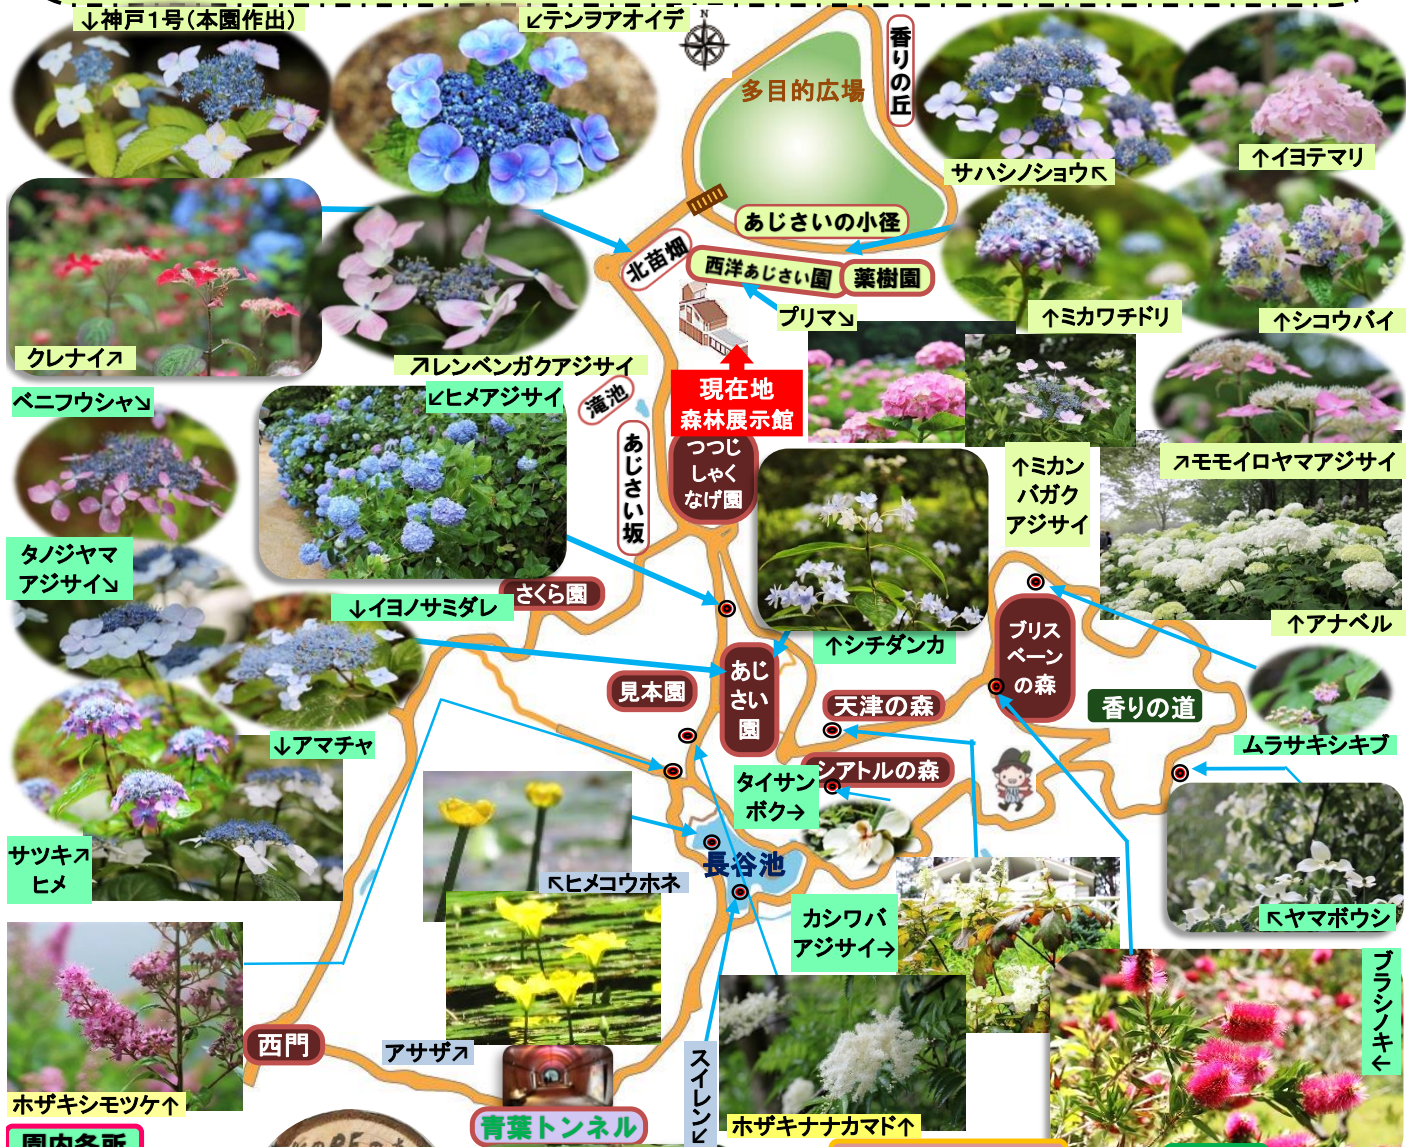 ↓神戸1号(本園作出)
↙テンヲアオイデ
N
香りの丘
多目的広場
サハシノショウ↖
↑イヨテマリ
あじさいの小径
北苗畑
西洋あじさい園
薬樹園
プリマ↘
↑ミカワチドリ
↑シコウバイ
クレナイ↗
↗レンベンガクアジサイ
現在地
森林展示館
ベニフウシャ↘
↙ヒメアジサイ
滝池
あじさい坂
つつじ
しゃく
なげ園
↑ミカン
バガク
アジサイ
↗モモイロヤマアジサイ
タノジヤマ
アジサイ↘
さくら園
↓イヨノサミダレ
↑シチダンカ
ブリス
ベーン
の森
↑アナベル
見本園
あじ
さい
園
天津の森
香りの道
ムラサキシキブ
↓アマチャ
シアトルの森
タイサン
ボク→
サツキ↗
ヒメ
長谷池
↖ヒメコウホネ
カシワバ
アジサイ→
↖ヤマボウシ
ブラシノキ←
西門
アサザ↗
スイレン↙
ホザキシモツケ↑
青葉トンネル
ホザキナナカマド↑
園内各所